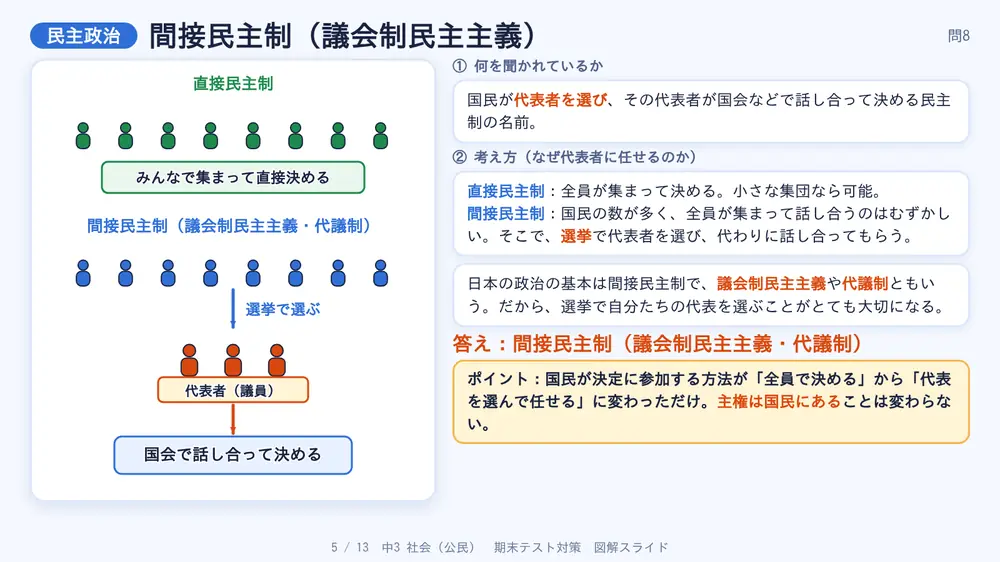 民主政治
間接民主制（議会制民主主義）
問8
直接民主制
みんなで集まって直接決める
間接民主制（議会制民主主義・代議制）
選挙で選ぶ
代表者（議員）
国会で話し合って決める
① 何を聞かれているか
国民が代表者を選び、その代表者が国会などで話し合って決める民主
制の名前。
② 考え方（なぜ代表者に任せるのか）
直接民主制：全員が集まって決める。小さな集団なら可能。
間接民主制：国民の数が多く、全員が集まって話し合うのはむずかし
い。そこで、選挙で代表者を選び、代わりに話し合ってもらう。
日本の政治の基本は間接民主制で、議会制民主主義や代議制ともい
う。だから、選挙で自分たちの代表を選ぶことがとても大切になる。
答え：間接民主制（議会制民主主義・代議制）
ポイント：国民が決定に参加する方法が「全員で決める」から「代表
を選んで任せる」に変わっただけ。主権は国民にあることは変わらな
い。
5 / 13 中3 社会（公民） 期末テスト対策 図解スライド